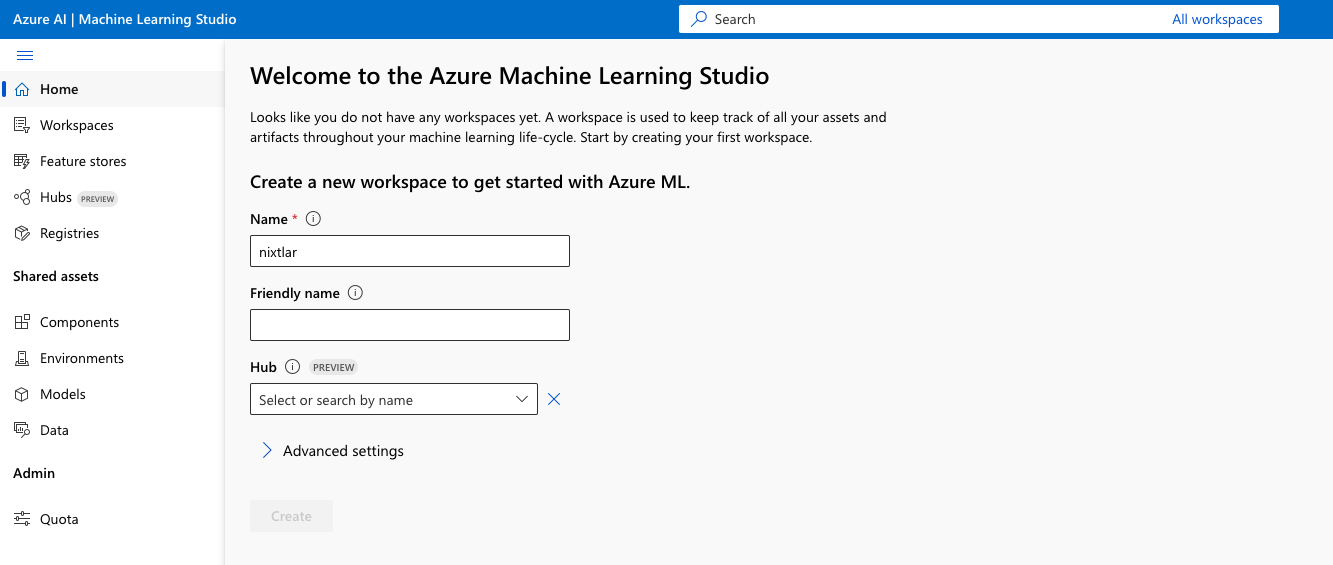 Azure AI | Machine Learning Studio
Search
All workspaces
Home
Workspaces
Feature stores
Hubs PREVIEW
Registries
Shared assets
Components
Environments
Models
Data
Admin
Quota
Welcome to the Azure Machine Learning Studio
Looks like you do not have any workspaces yet. A workspace is used to keep track of all your assets and
artifacts throughout your machine learning life-cycle. Start by creating your first workspace.
Create a new workspace to get started with Azure ML.
Name *
nixtlar
Friendly name
Hub PREVIEW
Select or search by name
Advanced settings
Create